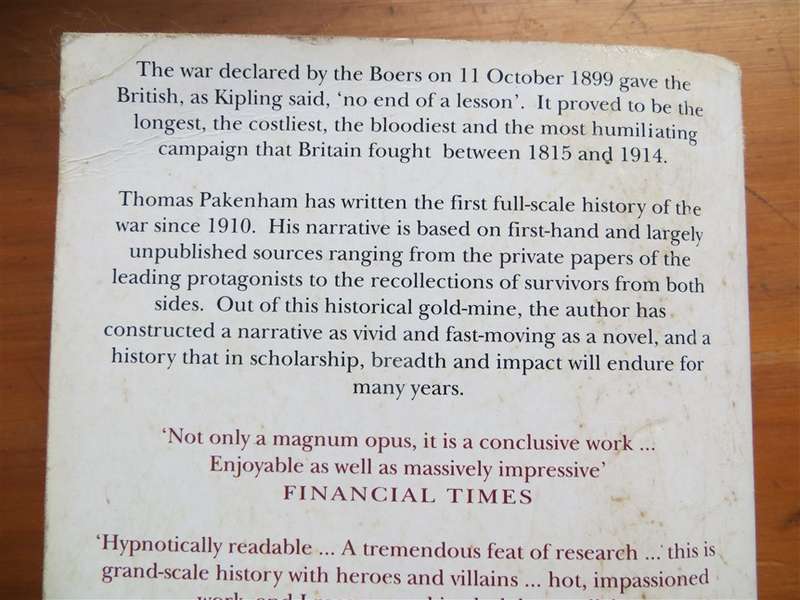 The war declared by the Boers on 11 October 1899 gave the
British, as Kipling said, ‘no end of a lesson’. It proved to be the
longest, the costliest, the bloodiest and the most humiliating
campaign that Britain fought between 1815 and 1914.
Thomas Pakenham has written the first full-scale history of the
war since 1910. His narrative is based on first-hand and largely
unpublished sources ranging from the private papers of the
leading protagonists to the recollections of survivors from both
sides. Out of this historical gold-mine, the author has
constructed a narrative as vivid and fast-moving as a novel, and a
history that in scholarship, breadth and impact will endure for
many years.
‘Not only a magnum opus, it is a conclusive work ...
Enjoyable as well as massively impressive’
FINANCIAL TIMES
‘Hypnotically readable ... A tremendous feat of research ... this is
grand-scale history with heroes and villains ... hot, impassioned